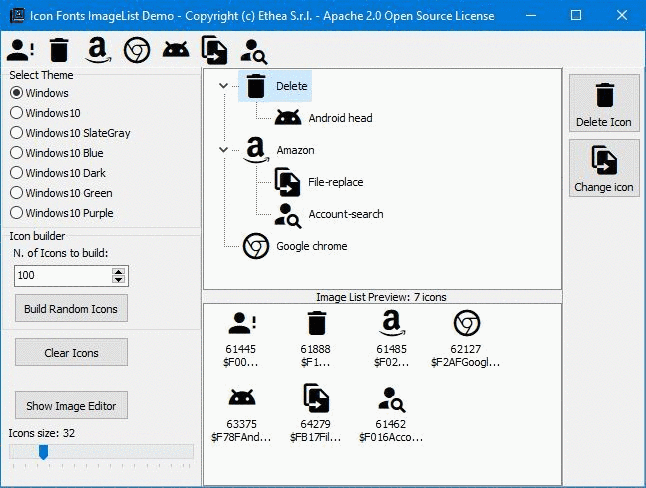 Icon Fonts ImageList Demo - Copyright (c) Ethea S.r.l. - Apache 2.0 Open Source License
Select Theme
Windows
Windows10
Windows10 SlateGray
Windows10 Blue
Windows10 Dark
Windows10 Green
Windows10 Purple
Icon builder
N. of Icons to build:
100
Build Random Icons
Clear Icons
Show Image Editor
Icons size: 32
Delete
Android head
Amazon
File-replace
Account-search
Google chrome
Image List Preview: 7 icons
61445 61888 61485 62127
$F00... $F1... $F02... $F2AFGoogl...
63375 64279 61462
$F78FAnd... $FB17Fil... $F016Acco...
Delete Icon
Change icon